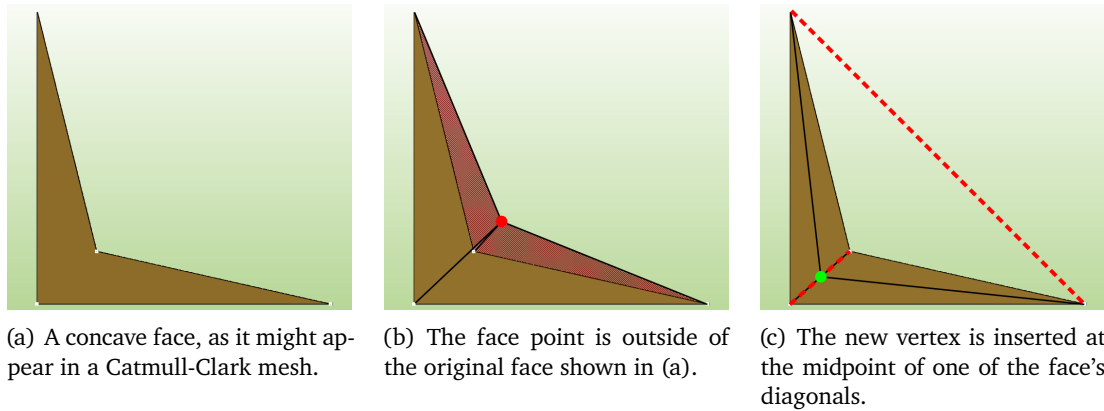 (a) A concave face, as it might ap-
pear in a Catmull-Clark mesh.
(b) The face point is outside of
the original face shown in (a).
(c) The new vertex is inserted at
the midpoint of one of the face's
diagonals.